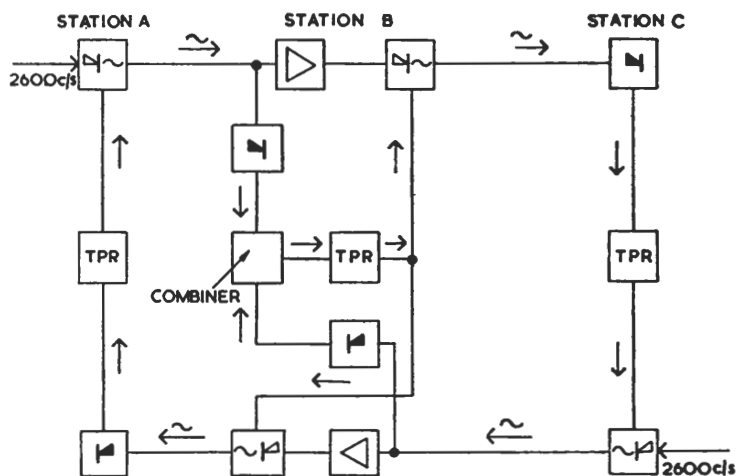 STATION A
STATION B
STATION C
2600c/s
TPR
TPR
TPR
COMBINER
2600c/s